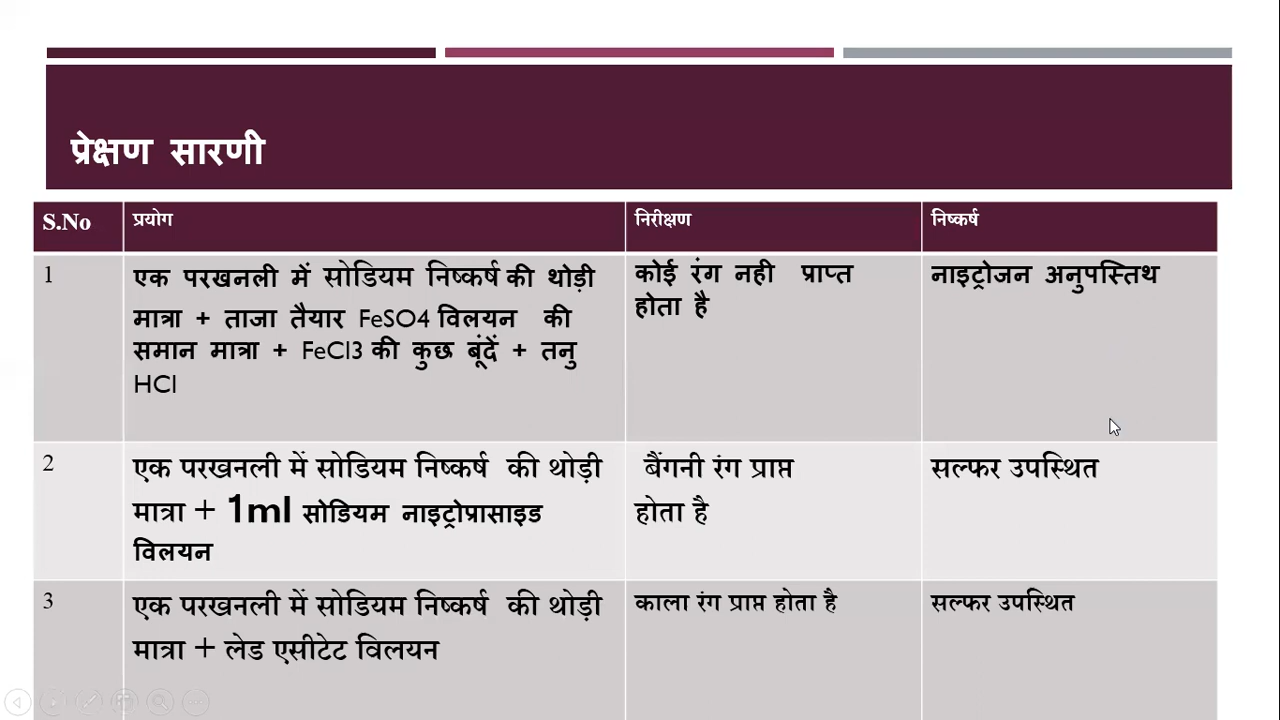 प्रेक्षण सारणी
S.No प्रयोग निरीक्षण निष्कर्ष
1 एक परखनली में सोडियम निष्कर्ष की थोड़ी
मात्रा + ताजा तैयार FeSO4 विलयन की
समान मात्रा + FeCl3 की कुछ बूंदें + तनु
HCl
कोई रंग नही प्राप्त
होता है
नाइट्रोजन अनुपस्तिथ
2 एक परखनली में सोडियम निष्कर्ष की थोड़ी
मात्रा + 1ml सोडियम नाइट्रोप्रासाइड
विलयन
बैंगनी रंग प्राप्त
होता है
सल्फर उपस्थित
3 एक परखनली में सोडियम निष्कर्ष की थोड़ी
मात्रा + लेड एसीटेट विलयन
काला रंग प्राप्त होता है
सल्फर उपस्थित